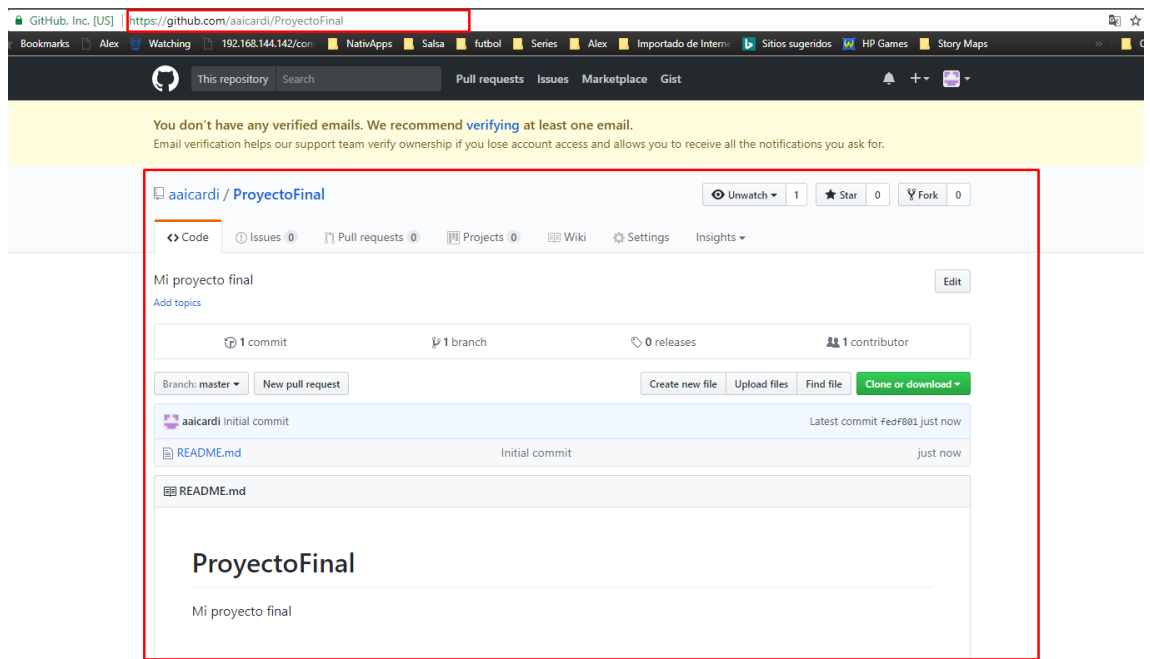 GitHub, Inc. [US] https://github.com/aaicardi/ProyectoFinal
Bookmarks Alex Watching 192.168.144.142/con NativApps Salsa futbol Series Alex Importado de Interne Sitios sugeridos HP Games Story Maps »
This repository Search Pull requests Issues Marketplace Gist
You don't have any verified emails. We recommend verifying at least one email.
Email verification helps our support team verify ownership if you lose account access and allows you to receive all the notifications you ask for.
aaicardi / ProyectoFinal Unwatch 1 Star 0 Fork 0
Code Issues 0 Pull requests 0 Projects 0 Wiki Settings Insights
Mi proyecto final Edit
Add topics
1 commit 1 branch 0 releases 1 contributor
Branch: master New pull request Create new file Upload files Find file Clone or download
aaicardi Initial commit Latest commit fedf801 just now
README.md Initial commit just now
README.md
ProyectoFinal
Mi proyecto final